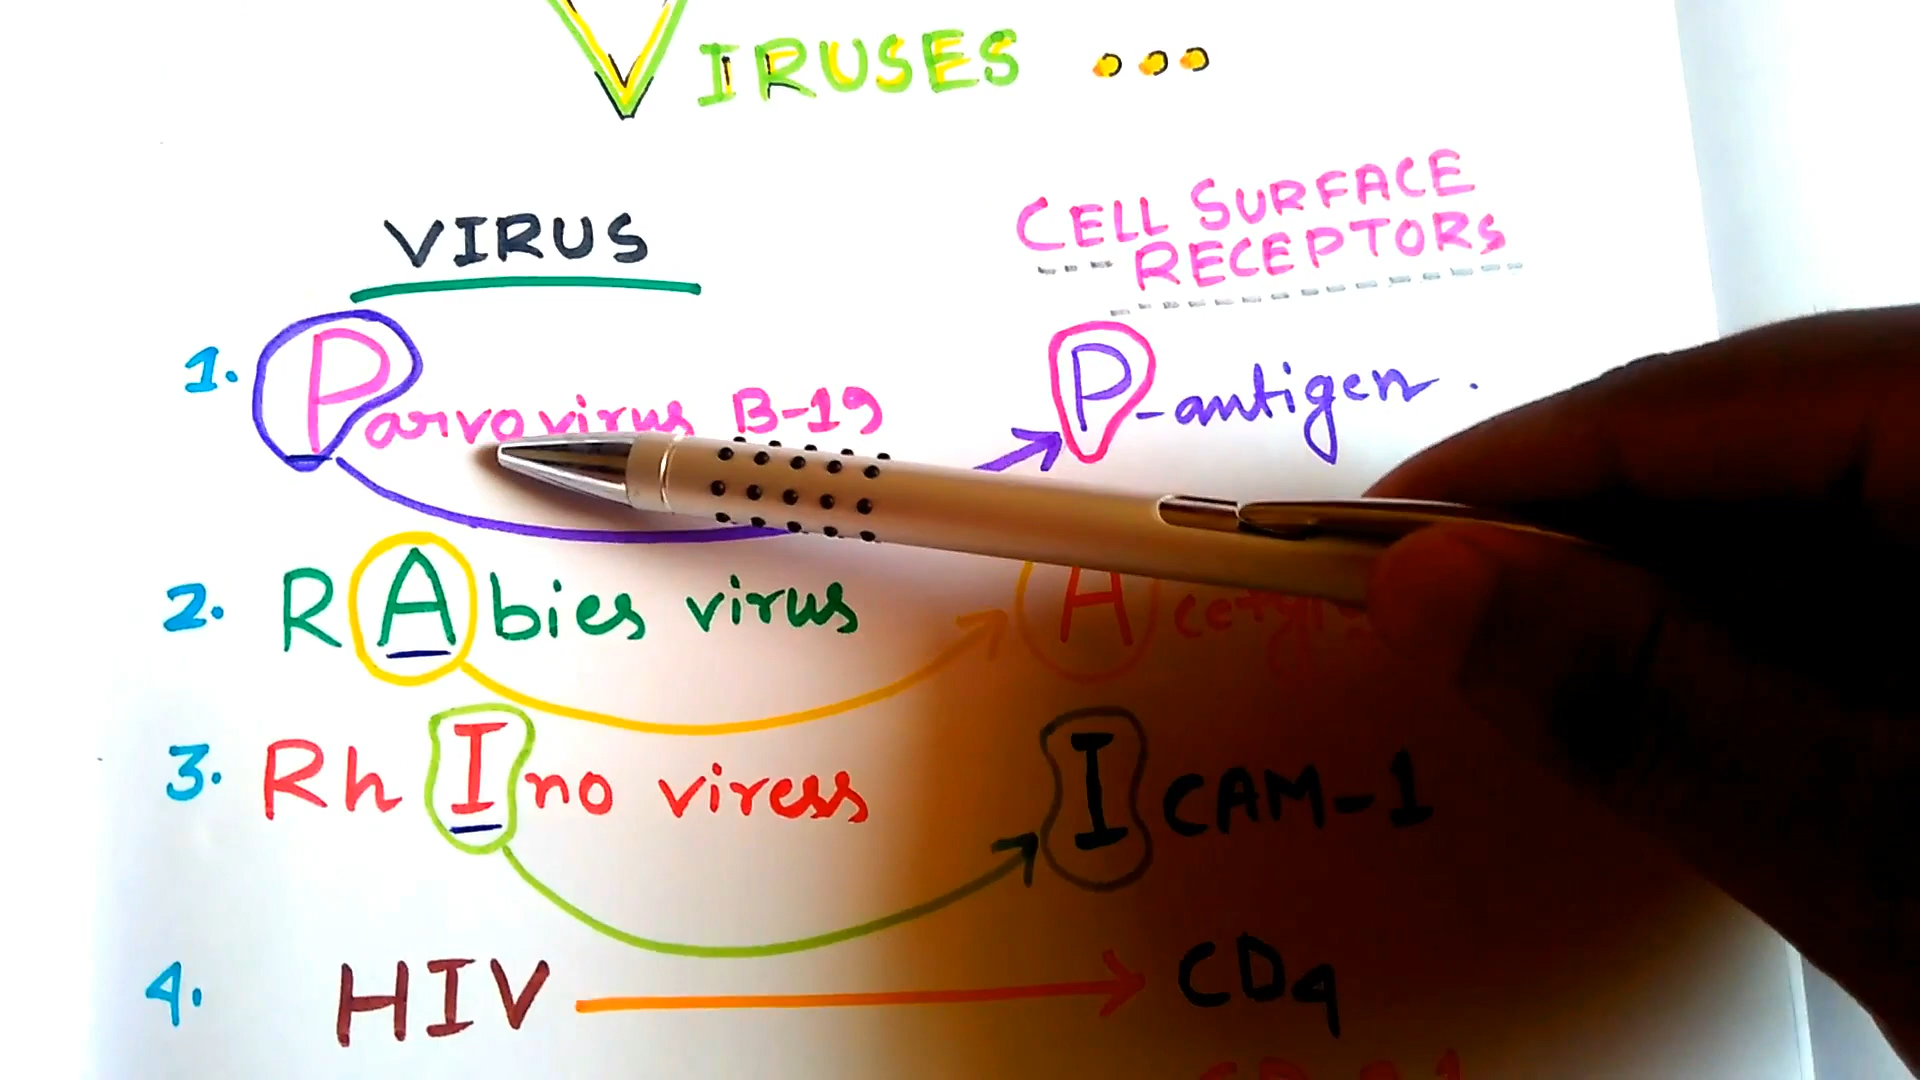 VIRUSES ...
VIRUS
CELL SURFACE
RECEPTORS
1. Parvovirus B-19
P-antigen.
2. RAbies virus
3. RhIno viruss
ICAM-1
4. HIV
CD4